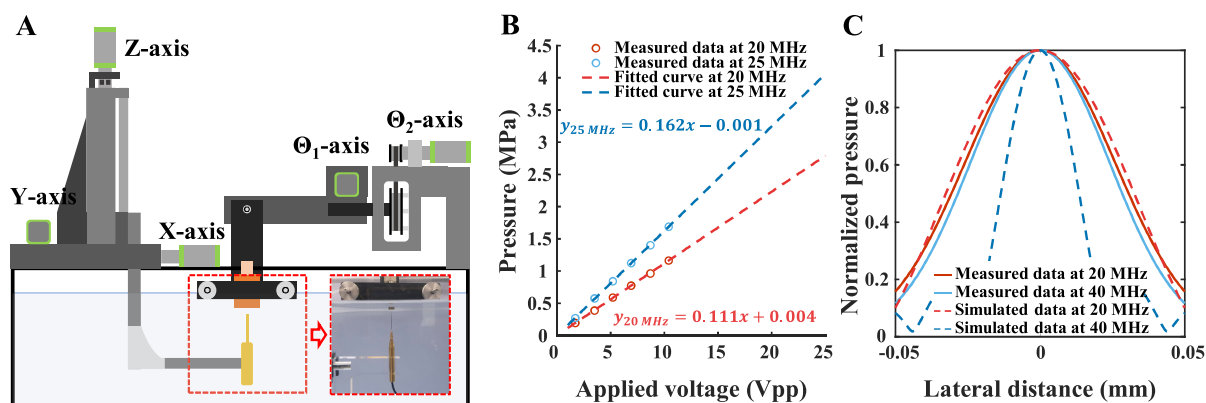 A
Z-axis
Θ2-axis
Θ1-axis
Y-axis
X-axis
B
4.5
4
3.5
3
2.5
2
1.5
1
0.5
0
Pressure (MPa)
Measured data at 20 MHz
Measured data at 25 MHz
Fitted curve at 20 MHz
Fitted curve at 25 MHz
y25 MHz = 0.162x − 0.001
y20 MHz = 0.111x + 0.004
0 5 10 15 20 25
Applied voltage (Vpp)
C
1
0.8
0.6
0.4
0.2
0
Normalized pressure
Measured data at 20 MHz
Measured data at 40 MHz
Simulated data at 20 MHz
Simulated data at 40 MHz
-0.05 0 0.05
Lateral distance (mm)